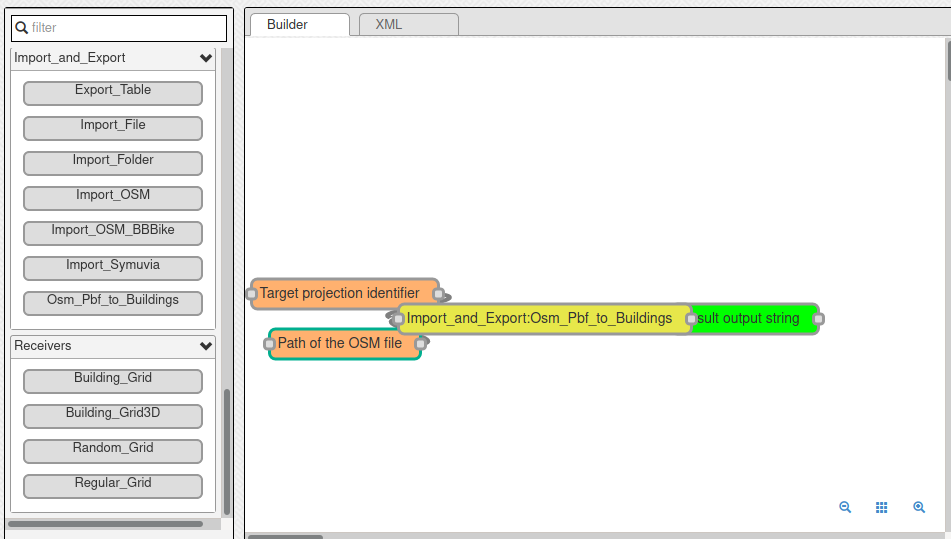 filter
Import_and_Export
Export_Table
Import_File
Import_Folder
Import_OSM
Import_OSM_BBBike
Import_Symuvia
Osm_Pbf_to_Buildings
Receivers
Building_Grid
Building_Grid3D
Random_Grid
Regular_Grid
Builder
XML
Target projection identifier
Import_and_Export:Osm_Pbf_to_Buildings
sult output string
Path of the OSM file